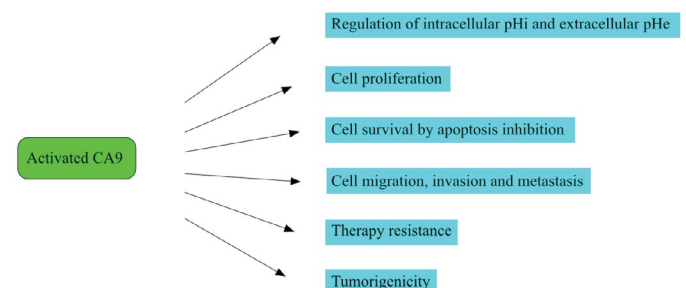 Regulation of intracellular pHi and extracellular pHe
Cell proliferation
Cell survival by apoptosis inhibition
Activated CA9
Cell migration, invasion and metastasis
Therapy resistance
Tumorigenicity